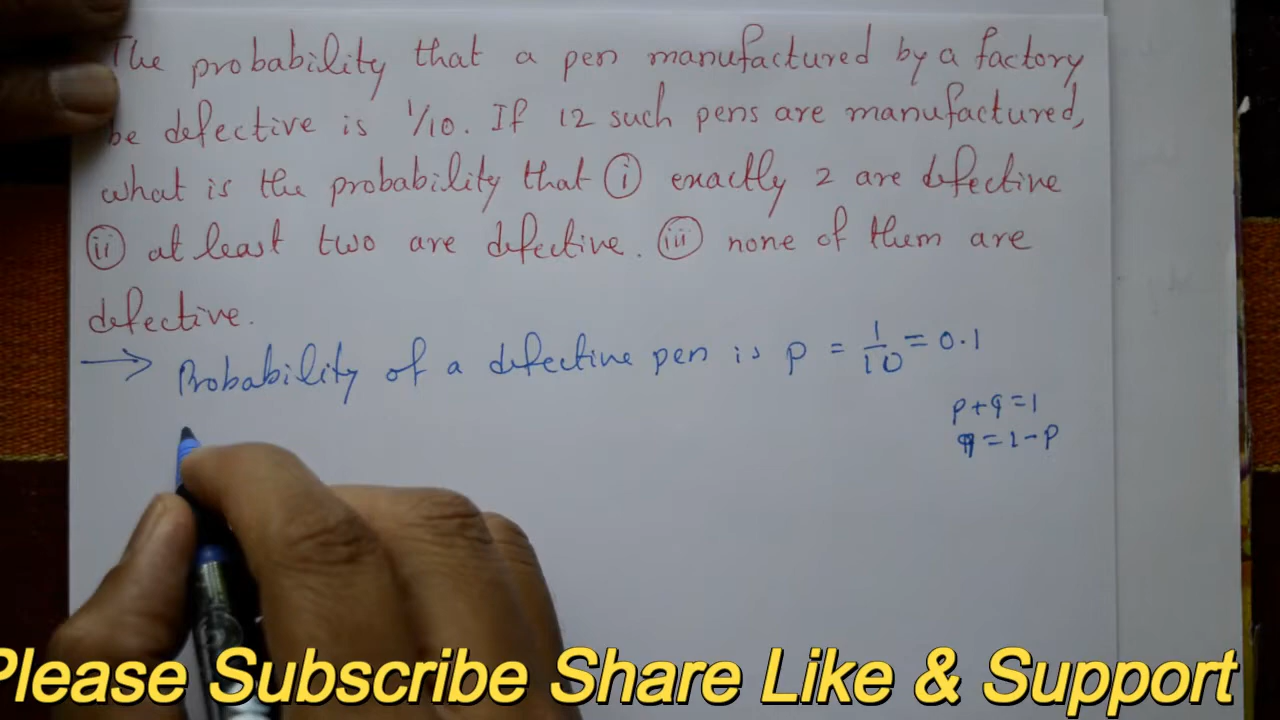 The probability that a pen manufactured by a factory
be defective is 1/10. If 12 such pens are manufactured,
what is the probability that (i) exactly 2 are defective
(ii) at least two are defective. (iii) none of them are
defective.
→ Probability of a defective pen is p = 1/10 = 0.1
p+q=1
q=1-p
Please Subscribe Share Like & Support